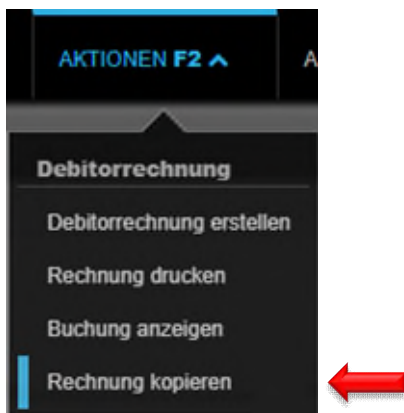 AKTIONEN F2 A
Debitorrechnung
Debitorrechnung erstellen
Rechnung drucken
Buchung anzeigen
Rechnung kopieren